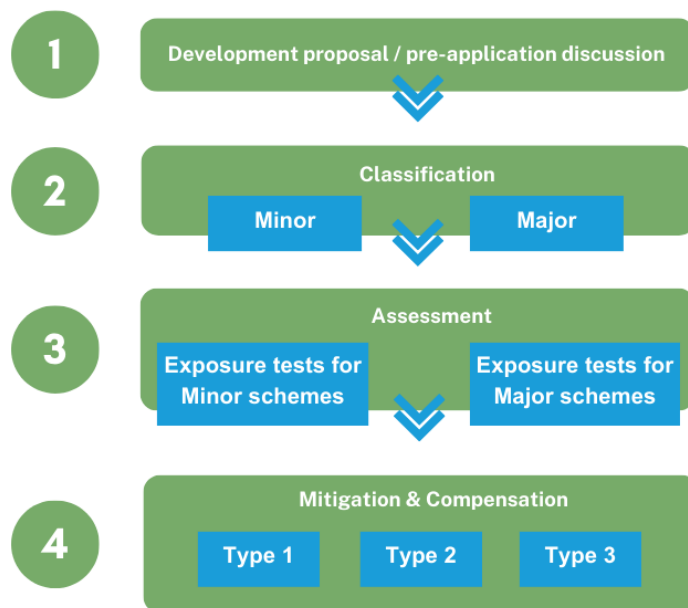 1
Development proposal / pre-application discussion
2
Classification
Minor
Major
3
Assessment
Exposure tests for
Minor schemes
Exposure tests for
Major schemes
4
Mitigation & Compensation
Type 1
Type 2
Type 3